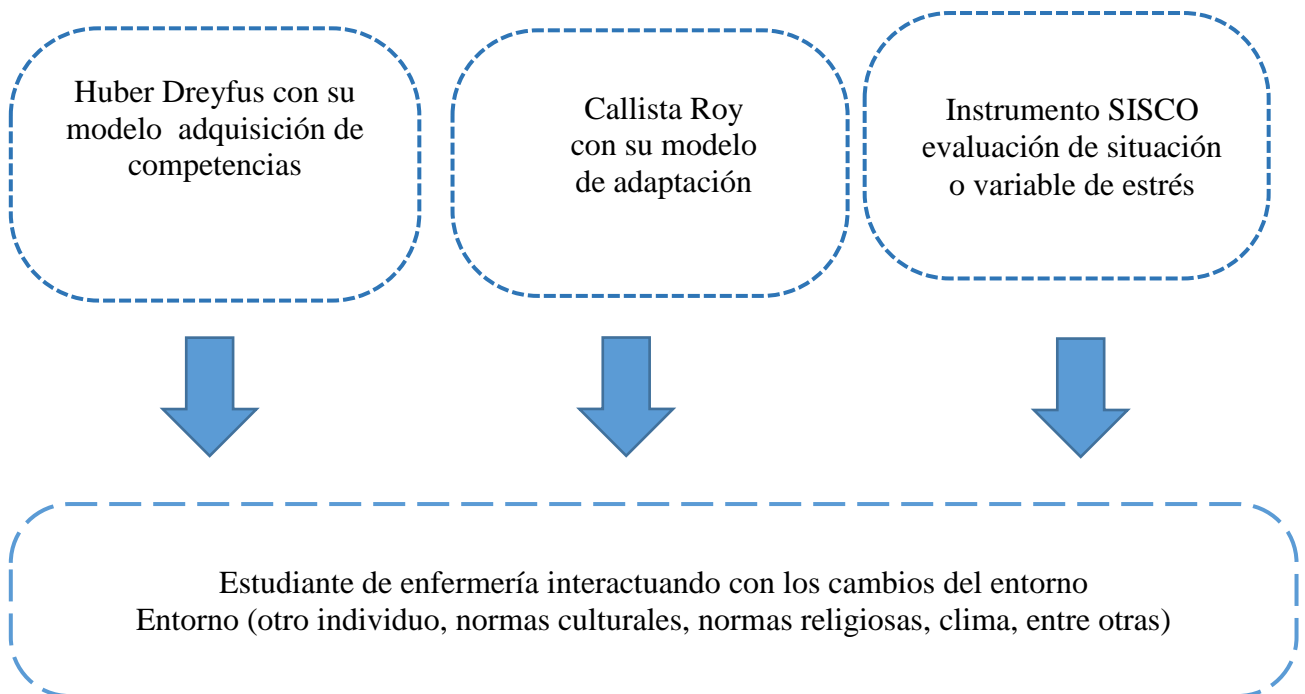 Huber Dreyfus con su
modelo adquisición de
competencias
Callista Roy
con su modelo
de adaptación
Instrumento SISCO
evaluación de situación
o variable de estrés
Estudiante de enfermería interactuando con los cambios del entorno
Entorno (otro individuo, normas culturales, normas religiosas, clima, entre otras)